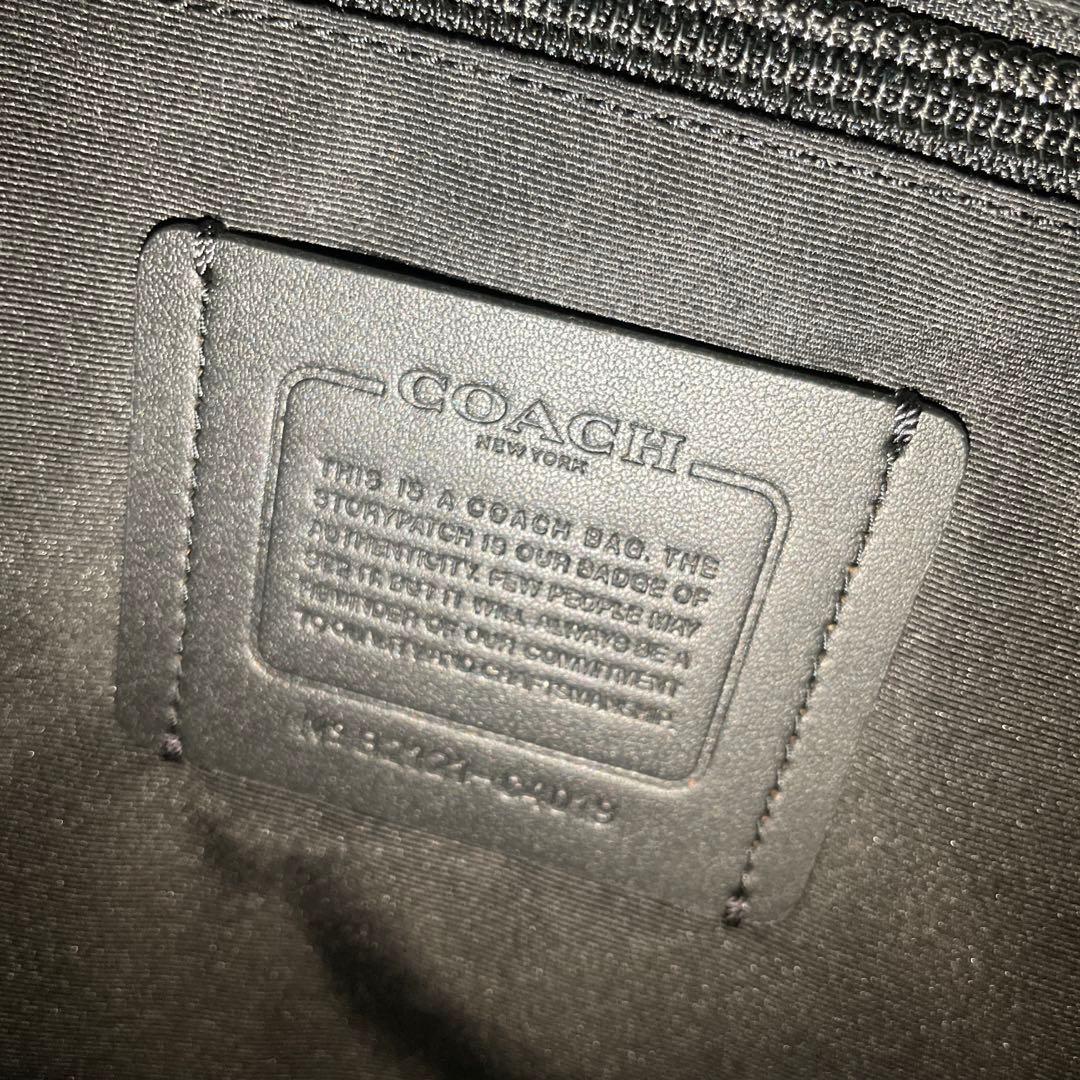 COACH
NEW YORK
THIS IS A COACH BAG. THE
STORYPATCH IS OUR BADGE OF
AUTHENTICITY. FEW PEOPLE MAY
SEE IT BUT IT WILL ALWAYS BE A
REMINDER OF OUR COMMITMENT
TO QUALITY AND CRAFTSMANSHIP.